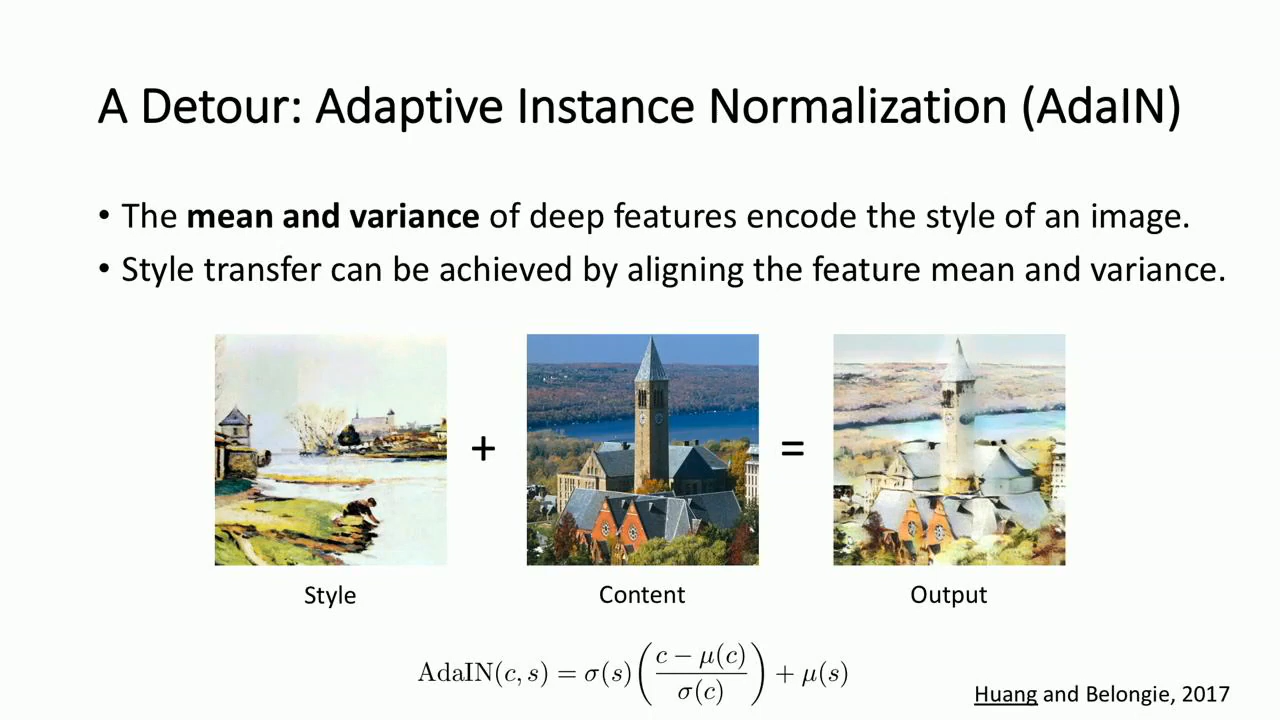 A Detour: Adaptive Instance Normalization (AdaIN)
• The mean and variance of deep features encode the style of an image.
• Style transfer can be achieved by aligning the feature mean and variance.
+
=
Style
Content
Output
AdaIN(c, s) = σ(s)((c − μ(c))/σ(c)) + μ(s)
Huang and Belongie, 2017